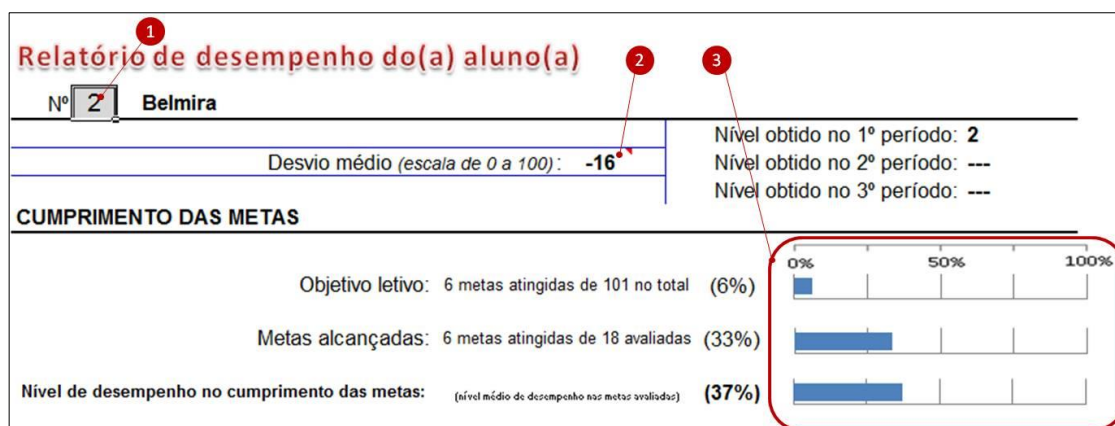 1
Relatório de desempenho do(a) aluno(a)
2
3
Nº 2 Belmira
Nível obtido no 1º período: 2
Desvio médio (escala de 0 a 100): -16
Nível obtido no 2º período: ---
Nível obtido no 3º período: ---
CUMPRIMENTO DAS METAS
0% 50% 100%
Objetivo letivo: 6 metas atingidas de 101 no total (6%)
Metas alcançadas: 6 metas atingidas de 18 avaliadas (33%)
Nível de desempenho no cumprimento das metas: (nível médio de desempenho nas metas avaliadas) (37%)